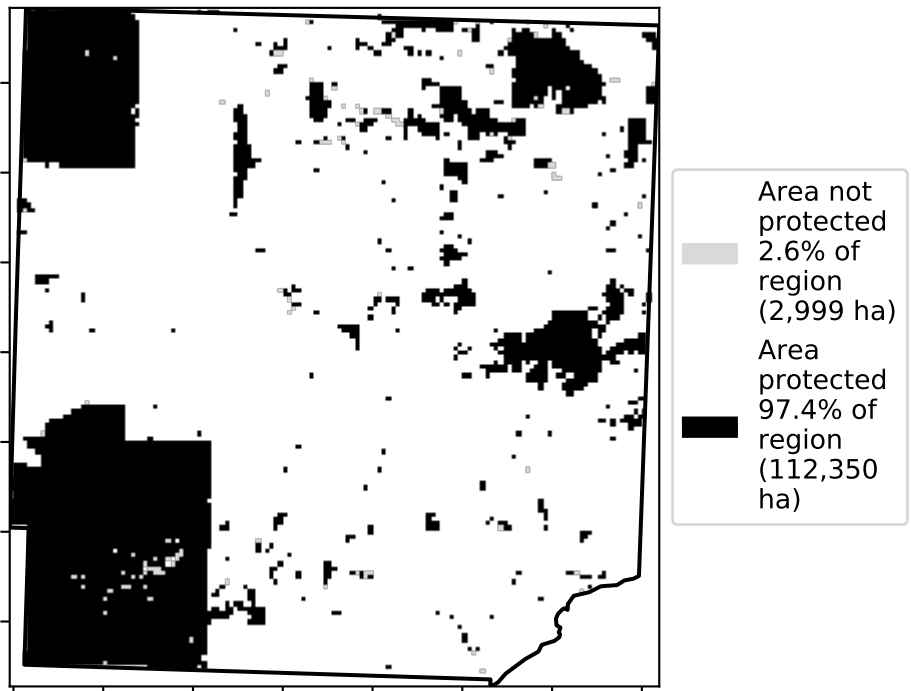 Area not
protected
2.6% of
region
(2,999 ha)
Area
protected
97.4% of
region
(112,350
ha)